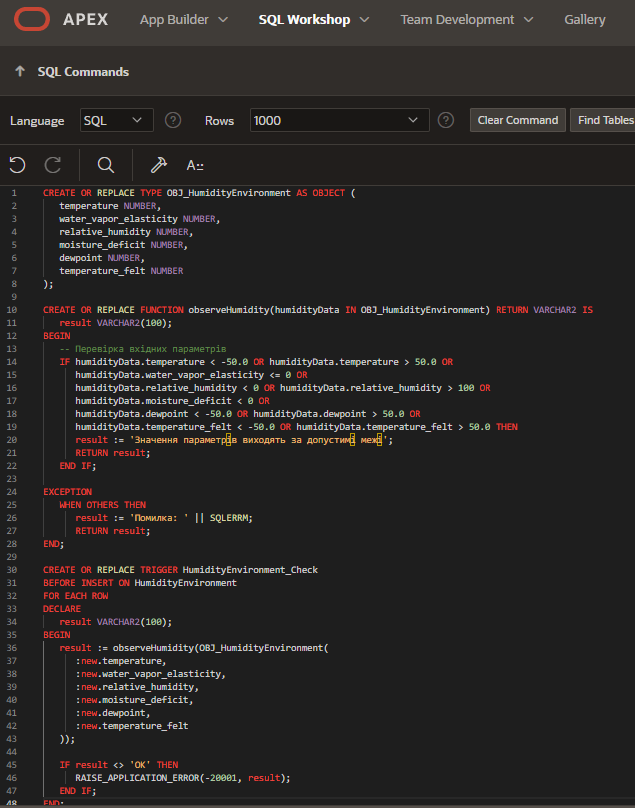 APEX App Builder SQL Workshop Team Development Gallery
SQL Commands
Language SQL Rows 1000 Clear Command Find Tables
A::
1 CREATE OR REPLACE TYPE OBJ_HumidityEnvironment AS OBJECT (
2 temperature NUMBER,
3 water_vapor_elasticity NUMBER,
4 relative_humidity NUMBER,
5 moisture_deficit NUMBER,
6 dewpoint NUMBER,
7 temperature_felt NUMBER
8 );
9
10 CREATE OR REPLACE FUNCTION observeHumidity(humidityData IN OBJ_HumidityEnvironment) RETURN VARCHAR2 IS
11 result VARCHAR2(100);
12 BEGIN
13 -- Перевірка вхідних параметрів
14 IF humidityData.temperature < -50.0 OR humidityData.temperature > 50.0 OR
15 humidityData.water_vapor_elasticity <= 0 OR
16 humidityData.relative_humidity < 0 OR humidityData.relative_humidity > 100 OR
17 humidityData.moisture_deficit < 0 OR
18 humidityData.dewpoint < -50.0 OR humidityData.dewpoint > 50.0 OR
19 humidityData.temperature_felt < -50.0 OR humidityData.temperature_felt > 50.0 THEN
20 result := 'Значення параметрів виходять за допустимі межі';
21 RETURN result;
22 END IF;
23
24 EXCEPTION
25 WHEN OTHERS THEN
26 result := 'Помилка: ' || SQLERRM;
27 RETURN result;
28 END;
29
30 CREATE OR REPLACE TRIGGER HumidityEnvironment_Check
31 BEFORE INSERT ON HumidityEnvironment
32 FOR EACH ROW
33 DECLARE
34 result VARCHAR2(100);
35 BEGIN
36 result := observeHumidity(OBJ_HumidityEnvironment(
37 :new.temperature,
38 :new.water_vapor_elasticity,
39 :new.relative_humidity,
40 :new.moisture_deficit,
41 :new.dewpoint,
42 :new.temperature_felt
43 ));
44
45 IF result <> 'OK' THEN
46 RAISE_APPLICATION_ERROR(-20001, result);
47 END IF;
48 END;